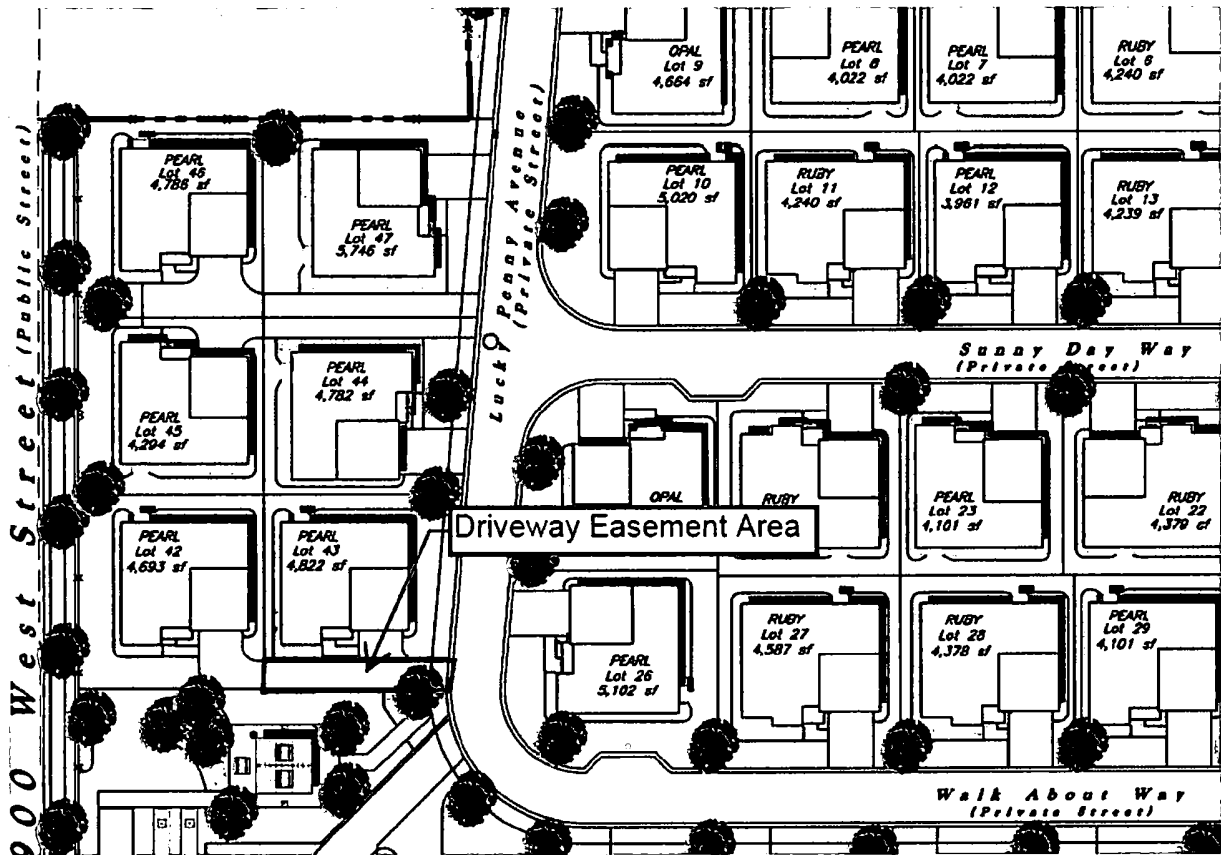 OPAL
Lot 9
4,664 sf
PEARL
Lot 8
4,022 sf
PEARL
Lot 7
4,022 sf
RUBY
Lot 6
4,240 sf
PEARL
Lot 46
4,786 sf
PEARL
Lot 47
5,746 sf
PEARL
Lot 10
5,020 sf
RUBY
Lot 11
4,240 sf
PEARL
Lot 12
3,961 sf
RUBY
Lot 13
4,239 sf
Lucky Penny Avenue
(Private Street)
900 West Street (Public Street)
Sunny Day Way
(Private Street)
PEARL
Lot 45
4,294 sf
PEARL
Lot 44
4,782 sf
OPAL
RUBY
PEARL
Lot 23
4,101 sf
RUBY
Lot 22
4,379 sf
Driveway Easement Area
PEARL
Lot 42
4,693 sf
PEARL
Lot 43
4,822 sf
PEARL
Lot 26
5,102 sf
RUBY
Lot 27
4,587 sf
RUBY
Lot 28
4,378 sf
PEARL
Lot 29
4,101 sf
Walk About Way
(Private Street)